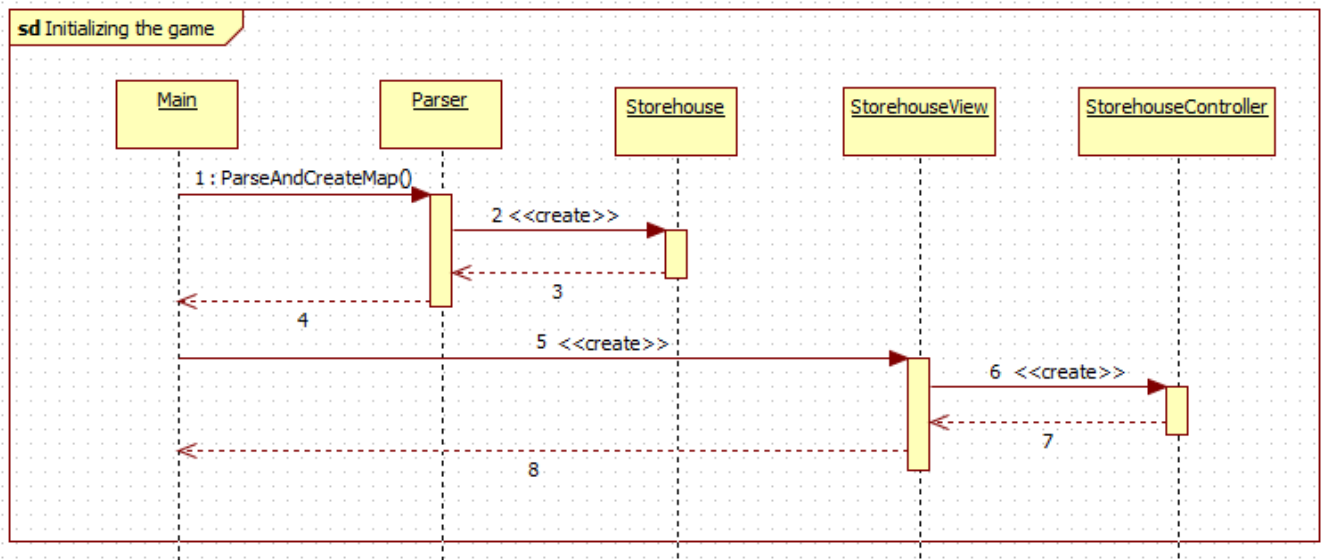 sd Initializing the game
Main
Parser
Storehouse
StorehouseView
StorehouseController
1 : ParseAndCreateMap()
2 <<create>>
3
4
5 <<create>>
6 <<create>>
7
8